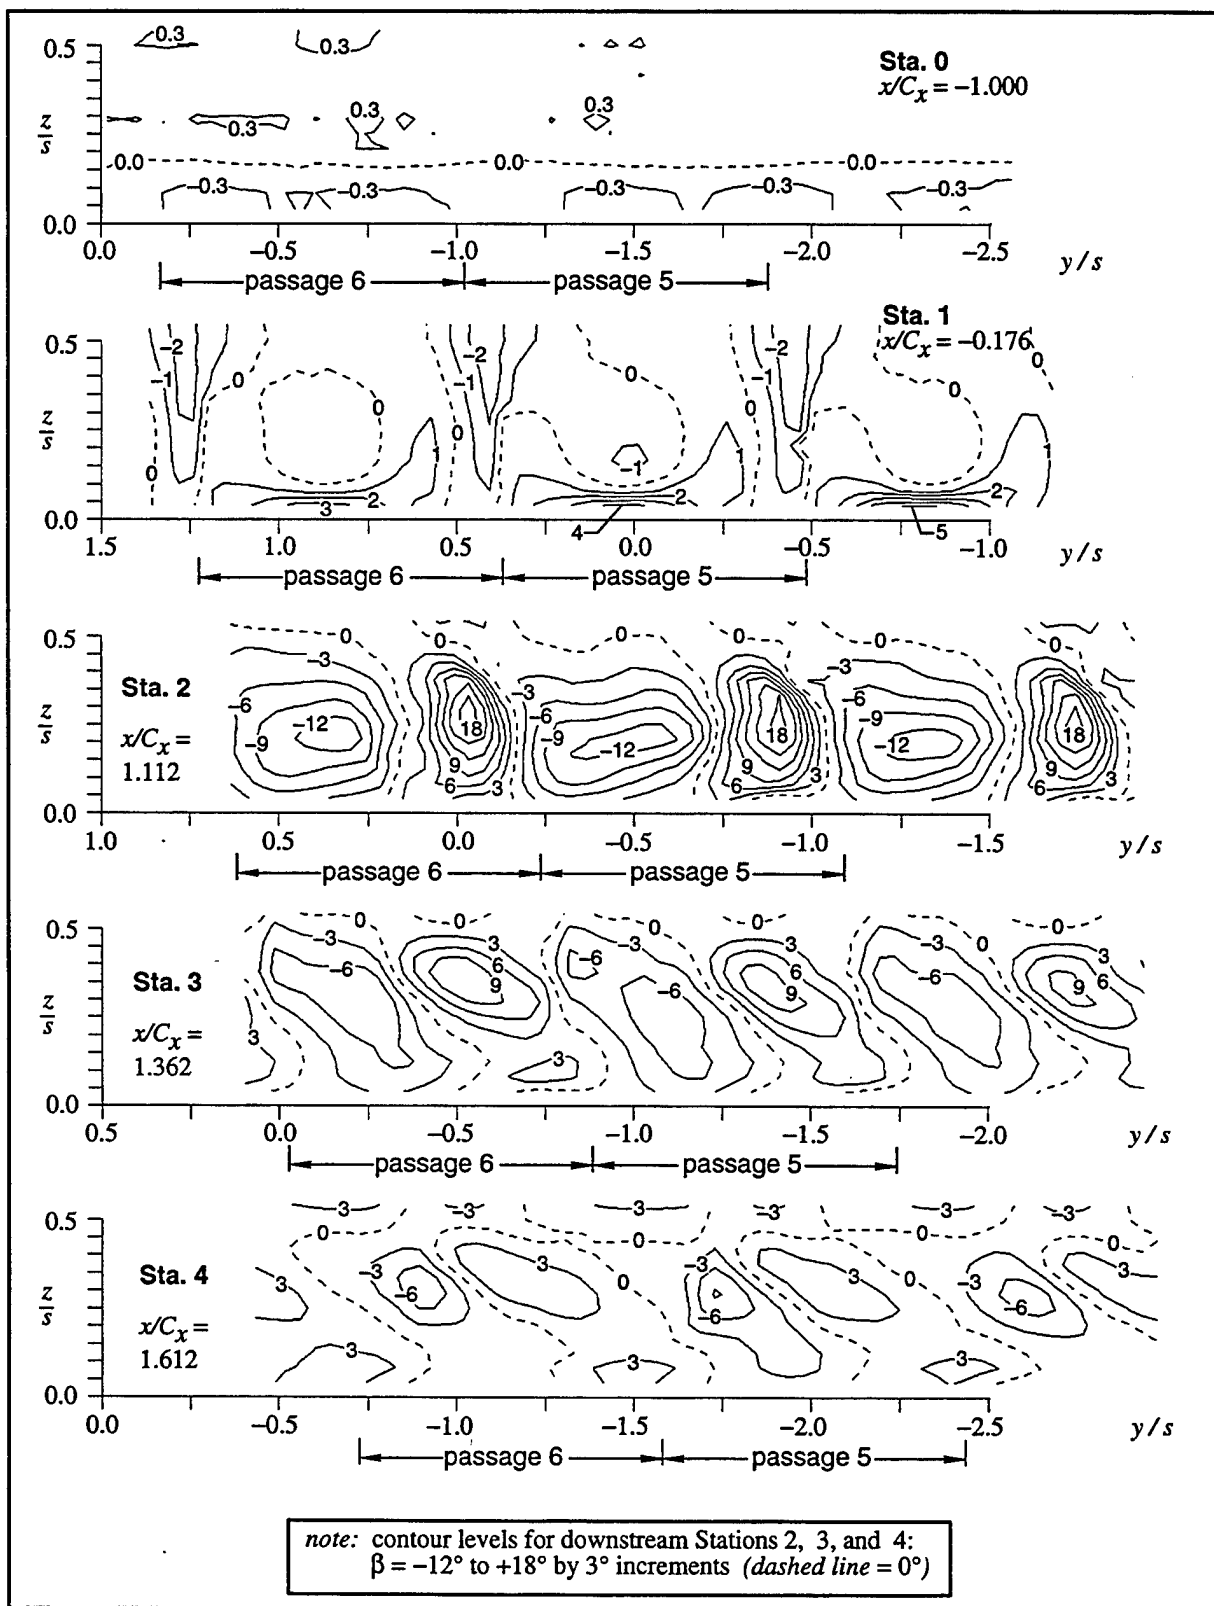 0.5
0.3
0.3
Sta. 0
x/Cx = –1.000
0.3
0.3
0.3
z/s
0.0
0.0
0.0
–0.3
–0.3
–0.3
–0.3
–0.3
0.0
0.0 –0.5 –1.0 –1.5 –2.0 –2.5 y/s
passage 6 passage 5
Sta. 1
x/Cx = –0.176
0.5
–2 –2 –2
–1 0 –1 0 –1 0 0
z/s
0 0 0 0 0
1 –1 1 1
2 2 2
3 4 5
0.0
1.5 1.0 0.5 0.0 –0.5 –1.0 y/s
passage 6 passage 5
0.5
0 0 0 0 0 0
–3 –3 –3
Sta. 2
–6 –6 –6
z/s
–12 18 –9 18 –9 18
–9 –12 –12
x/Cx =
1.112
9 9 9
6 3 6 3 6 3
0.0
1.0 0.5 0.0 –0.5 –1.0 –1.5 y/s
passage 6 passage 5
0.5
0 0 0 0 0
–3 3 –3 3 –3
–6 6 –6 6 –6 6
Sta. 3
9 –6 9 9
z/s
x/Cx =
1.362
3 3 3
0.0
0.5 0.0 –0.5 –1.0 –1.5 –2.0 y/s
passage 6 passage 5
0.5
–3 –3 –3 –3 –3 –3
0 0 0 0
Sta. 4
3 –3 3 0 –3 3 0 –3 3
z/s
–6 –6 –6
x/Cx =
1.612
3 3 3
0.0
0.0 –0.5 –1.0 –1.5 –2.0 –2.5 y/s
passage 6 passage 5
note: contour levels for downstream Stations 2, 3, and 4:
β = –12° to +18° by 3° increments (dashed line = 0°)